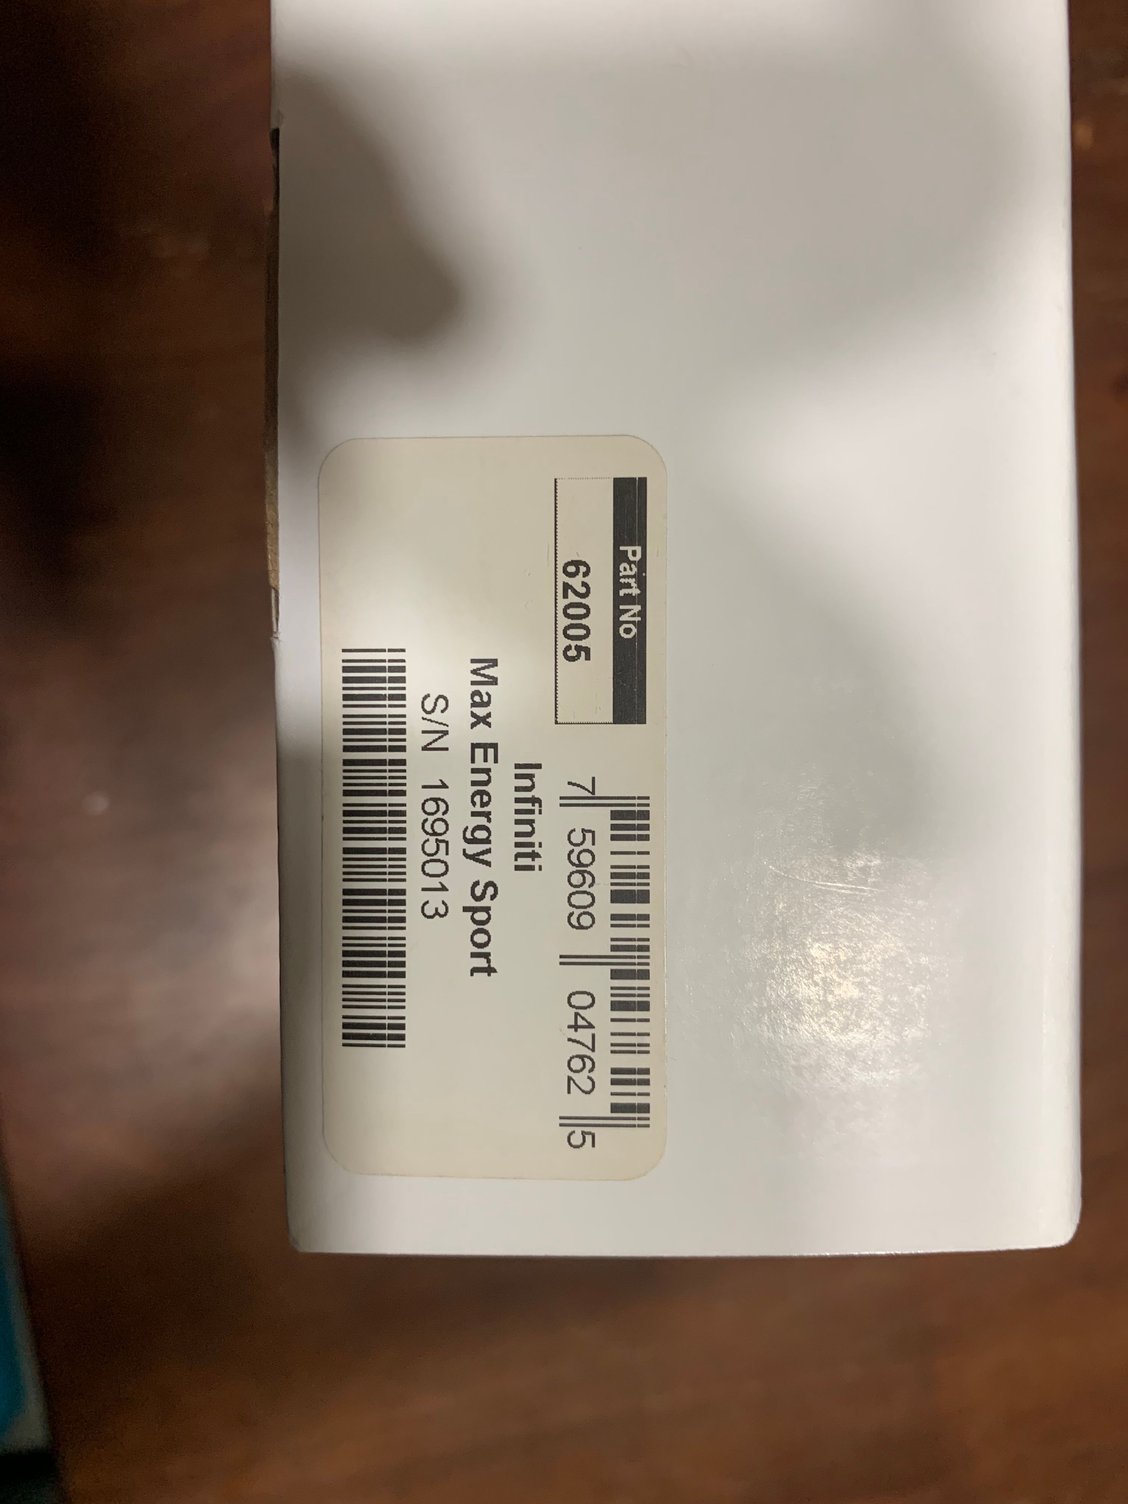 Part No
62005
7 59609 04762 5
Infiniti
Max Energy Sport
S/N 1695013